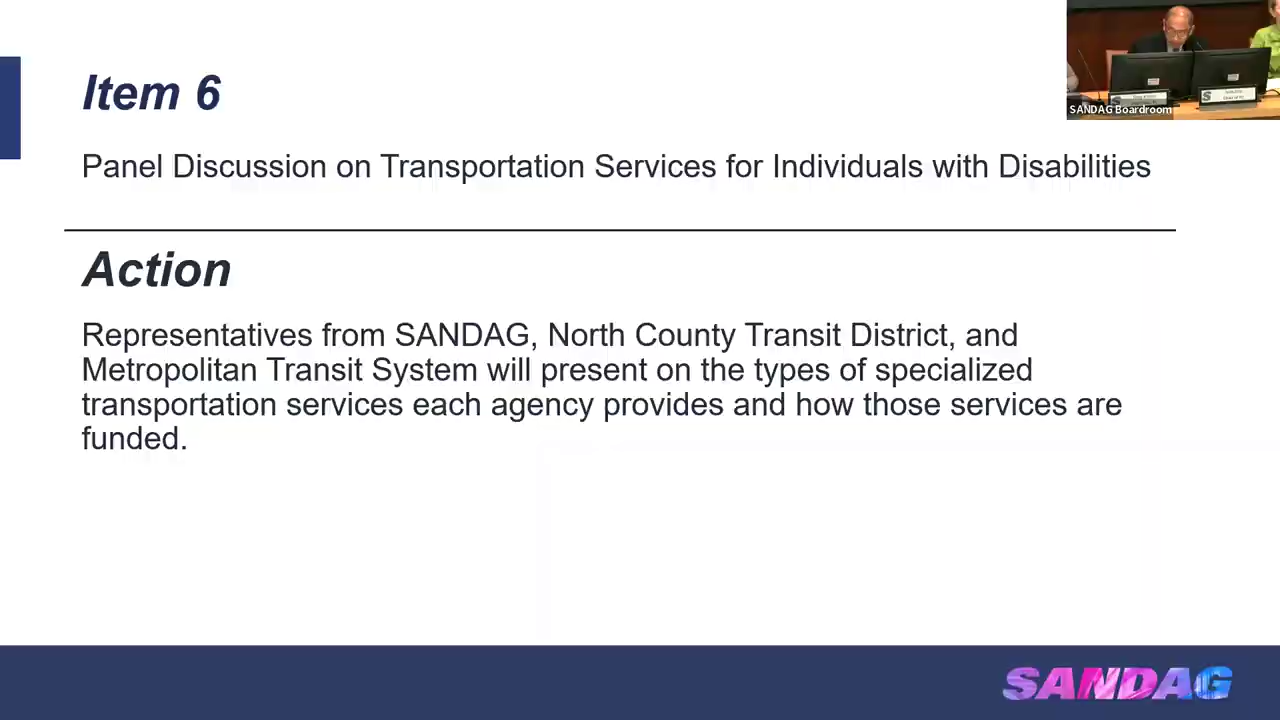 Item 6
Panel Discussion on Transportation Services for Individuals with Disabilities
Action
Representatives from SANDAG, North County Transit District, and
Metropolitan Transit System will present on the types of specialized
transportation services each agency provides and how those services are
funded.
SANDAG Boardroom
SANDAG